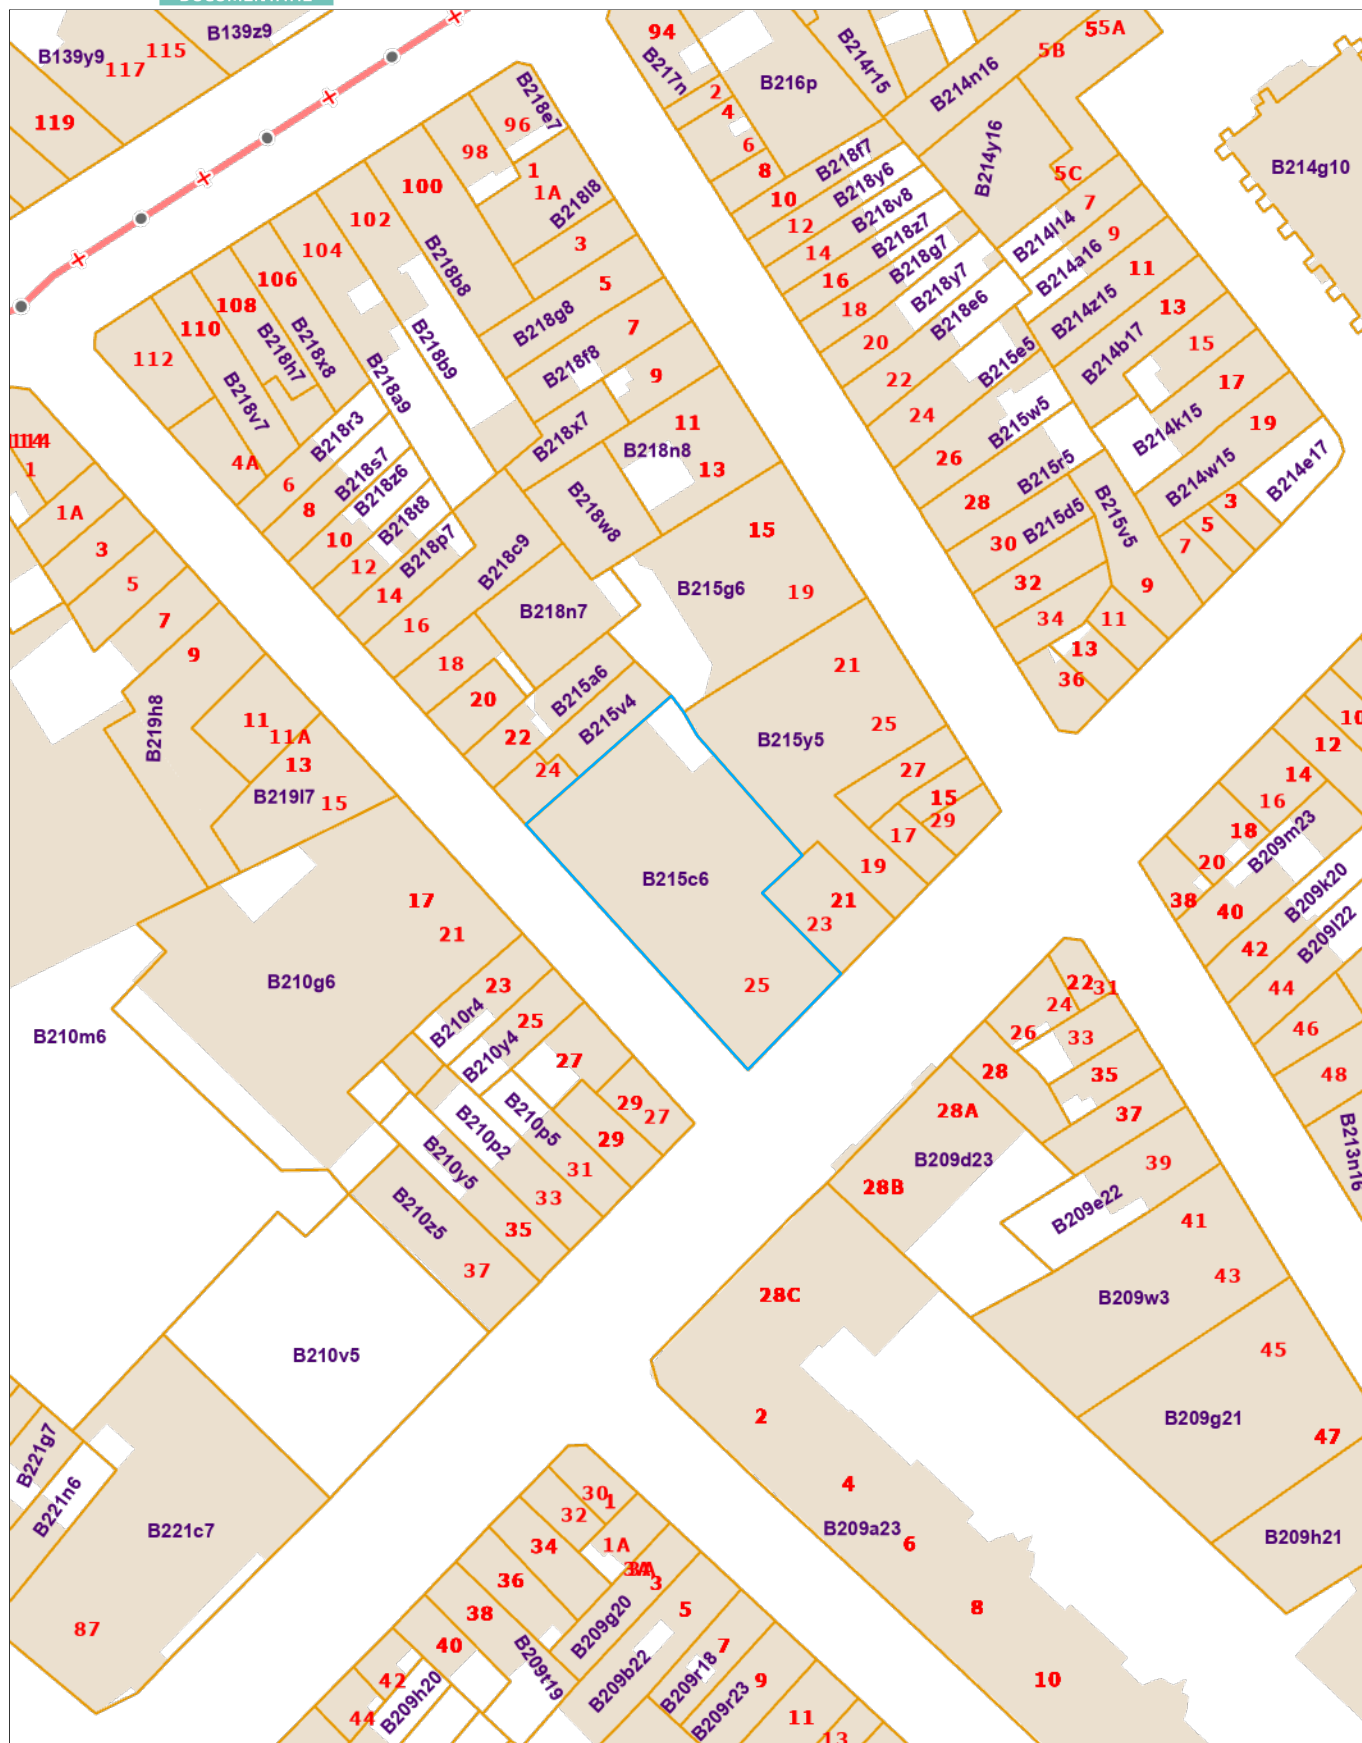 B139z9
115
B139y9
117
119
94
B217n
B216p
B214r15
5B
55A
B214n16
2
4
6
8
10
12
14
16
18
20
22
24
26
28
30
32
34
36
B218f7
B218y6
B218v8
B218z7
B218g7
B218y7
B218e6
B214y16
5C
7
9
11
13
15
17
19
B214l14
B214a16
B214z15
B214b17
B214k15
B214w15
B214e17
3
5
7
9
11
13
B214g10
B215e5
B215w5
B215r5
B215d5
B215v5
B218e7
96
98
100
102
104
106
108
110
112
1
1A
B218l8
3
5
7
9
11
13
15
19
21
25
27
15
29
17
19
21
23
25
B218b8
B218g8
B218f8
B218x7
B218n8
B218b9
B218a9
B218x8
B218h7
B218v7
B218r3
B218s7
B218z6
B218t8
B218p7
B218w8
B218c9
B218n7
B215g6
B215a6
B215v4
B215y5
B215c6
4A
6
8
10
12
14
16
18
20
22
24
1
1A
3
5
7
9
11
11A
13
15
B219h8
B219l7
17
21
B210g6
B210m6
23
25
27
29
27
29
31
33
35
37
B210r4
B210y4
B210p5
B210p2
B210y5
B210z5
B210v5
10
12
14
16
18
20
38
40
42
44
46
48
B209m23
B209k20
B209l22
B213n16
22
31
24
26
33
28
35
28A
37
B209d23
39
28B
B209e22
41
43
28C
B209w3
45
B209g21
47
2
4
B209a23
6
B209h21
8
10
B221g7
B221n6
B221c7
87
30
1
32
34
1A
3
36
5
38
B209g20
40
7
B209t19
B209b22
B209r18
42
B209h20
9
B209r23
44
11
13